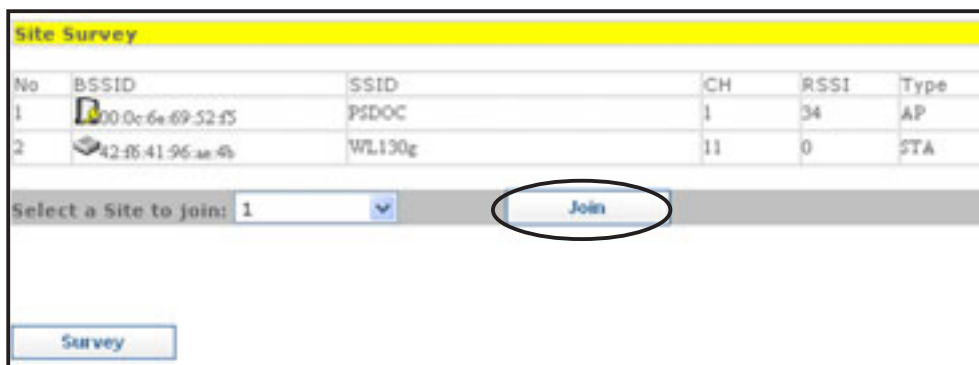 Site Survey
No BSSID SSID CH RSSI Type
1 00:0c:6e:69:52:f5 PSDOC 1 34 AP
2 42:f6:41:96:ae:4b WL130g 11 0 STA
Select a Site to join: 1 Join
Survey